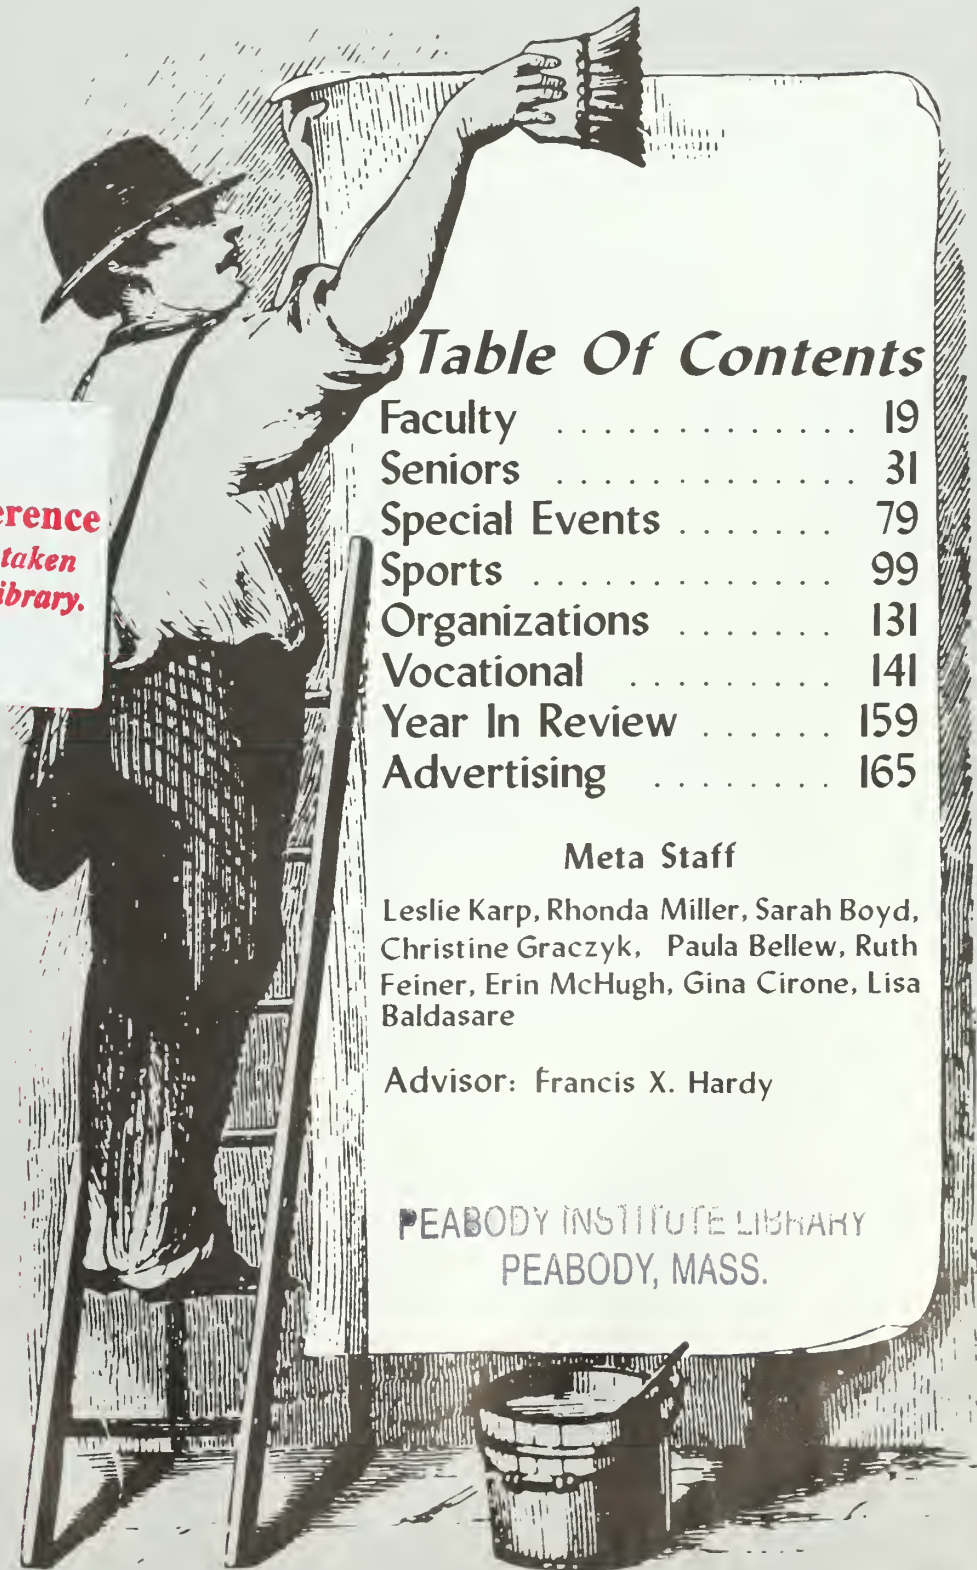 Table Of Contents
Faculty . . . . . . . . . . . . . 19
Seniors . . . . . . . . . . . . . 31
Special Events . . . . . . . 79
Sports . . . . . . . . . . . . . 99
Organizations . . . . . . . 131
Vocational . . . . . . . . . 141
Year In Review . . . . . . 159
Advertising . . . . . . . . 165
erence
taken
ibrary.
Meta Staff
Leslie Karp, Rhonda Miller, Sarah Boyd,
Christine Graczyk, Paula Bellew, Ruth
Feiner, Erin McHugh, Gina Cirone, Lisa
Baldasare
Advisor: Francis X. Hardy
PEABODY INSTITUTE LIBRARY
PEABODY, MASS.